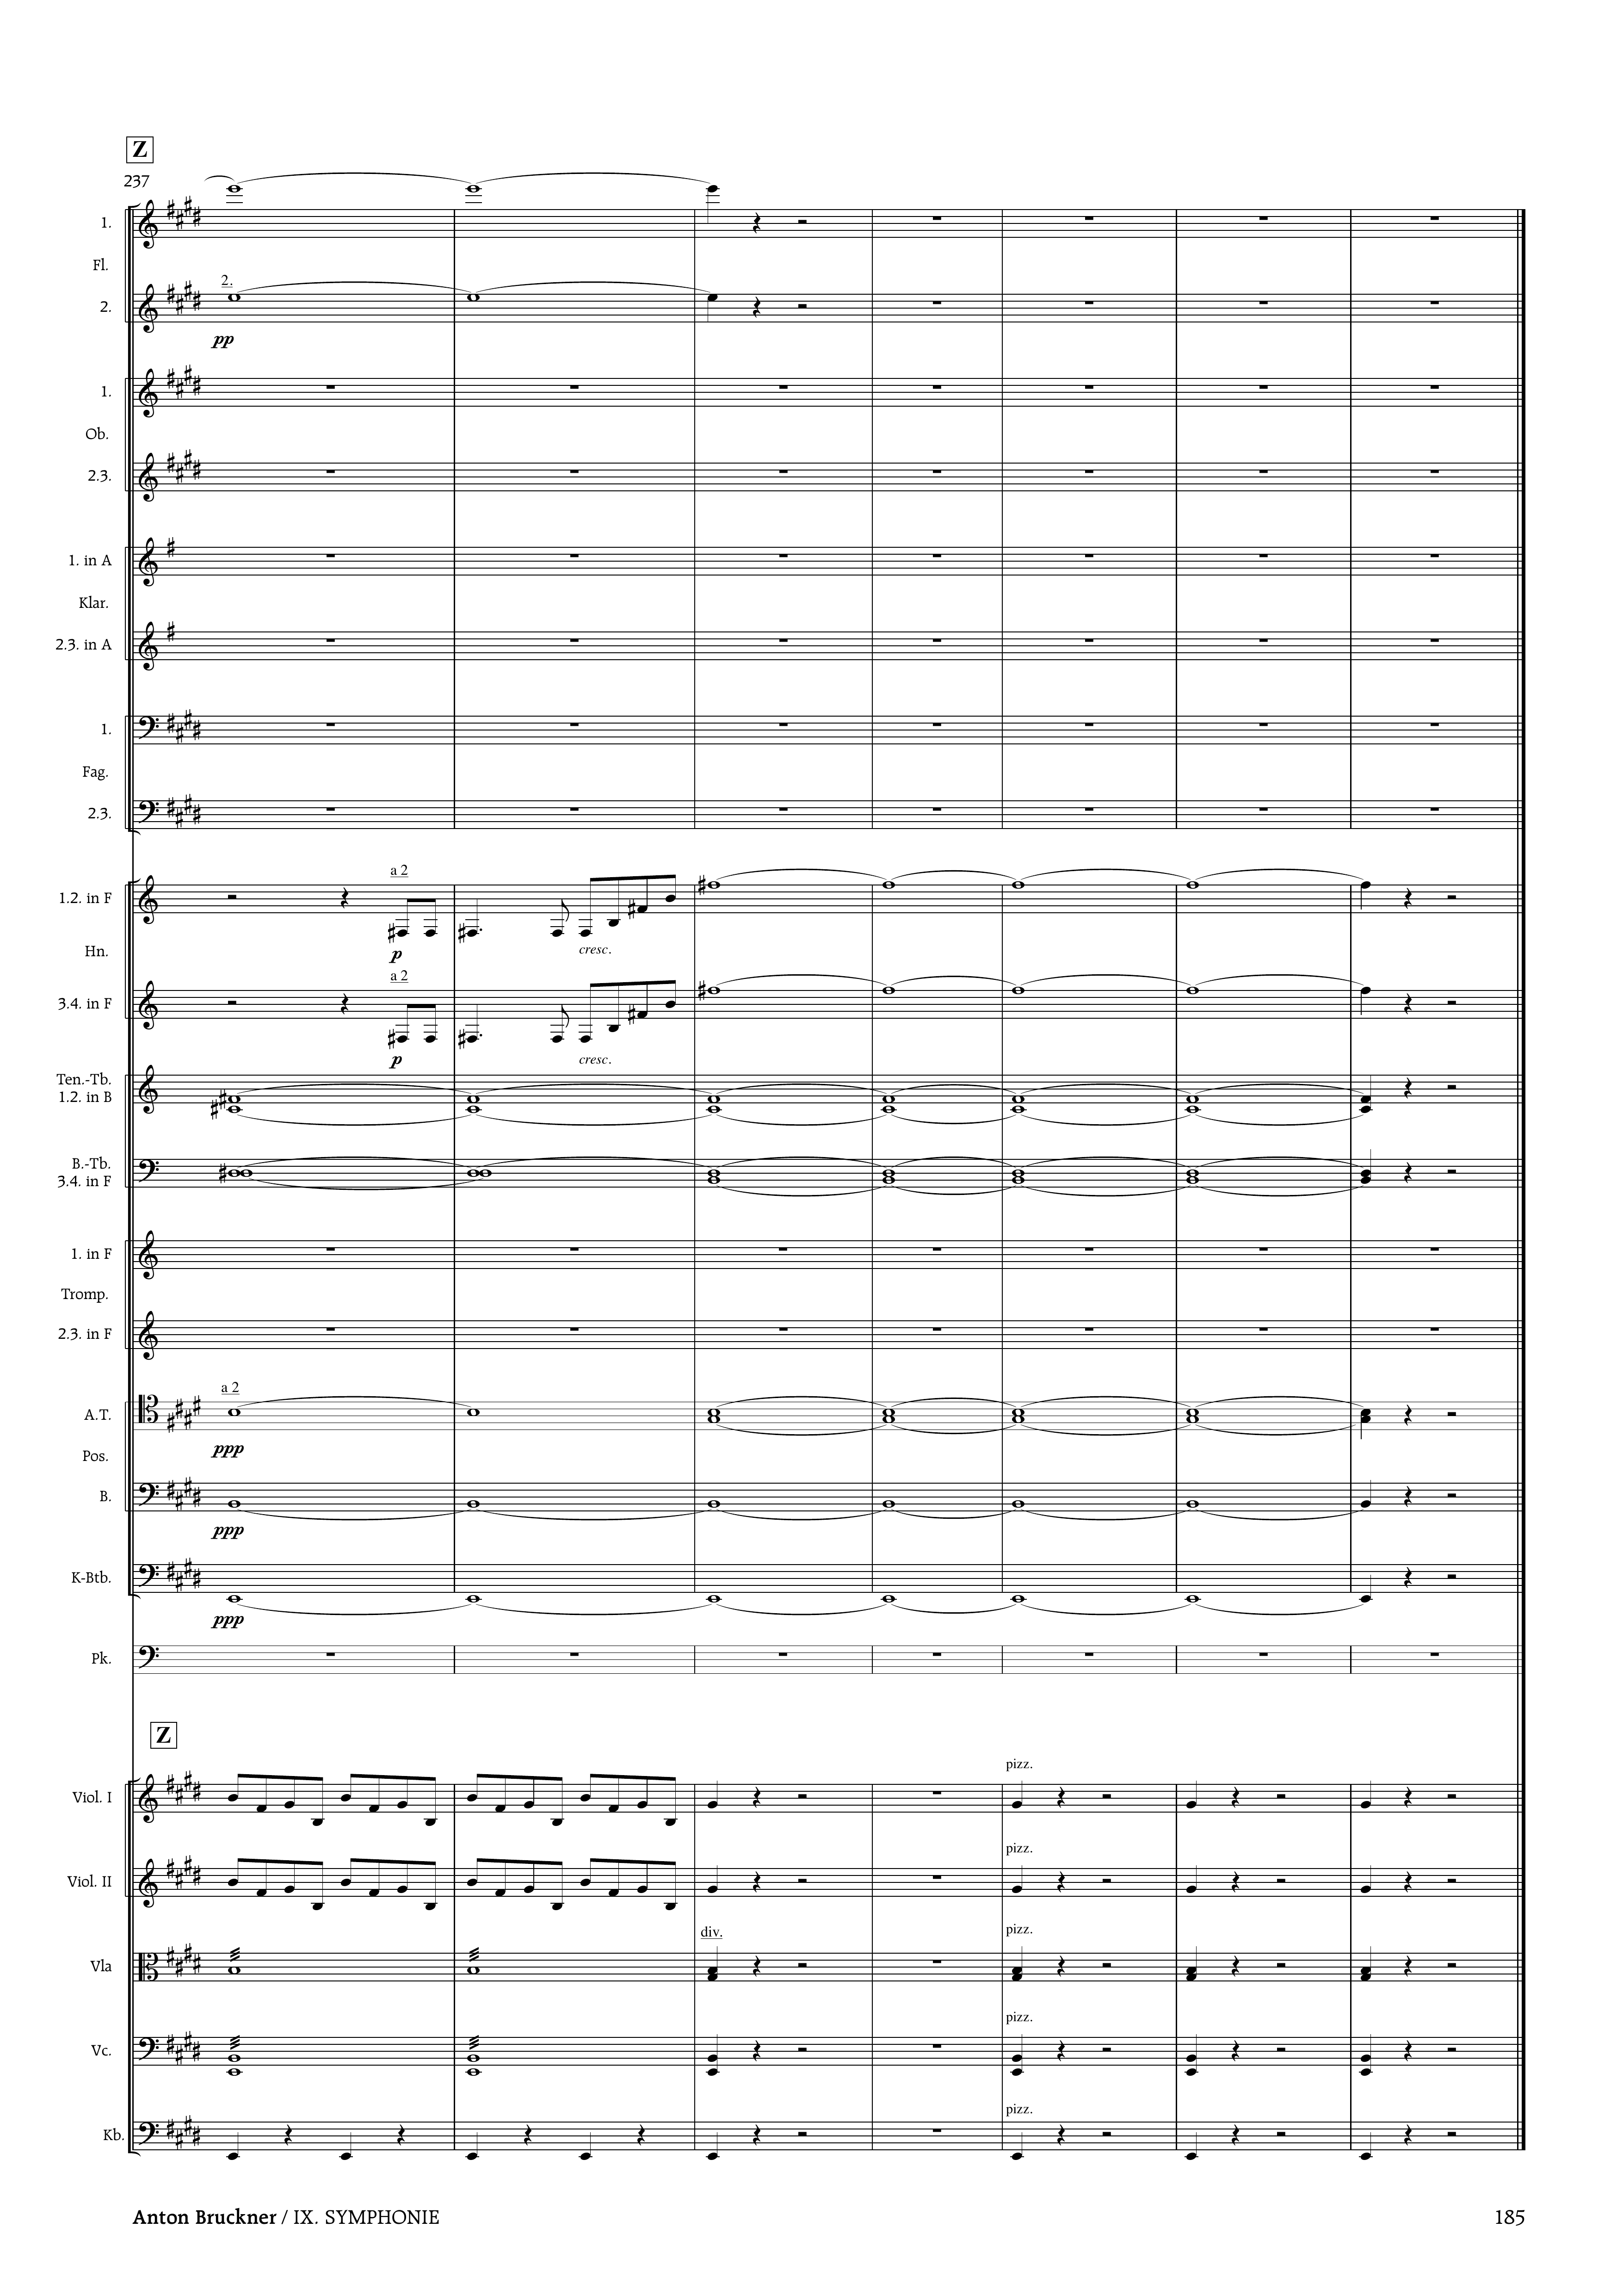 Z
237
1.
Fl.
2.
2.
pp
1.
Ob.
2.3.
1. in A
Klar.
2.3. in A
1.
Fag.
2.3.
a 2
1.2. in F
Hn.
p
cresc.
a 2
3.4. in F
p
cresc.
Ten.-Tb.
1.2. in B
B.-Tb.
3.4. in F
1. in F
Tromp.
2.3. in F
a 2
A.T.
ppp
Pos.
B.
ppp
K-Btb.
ppp
Pk.
Z
pizz.
Viol. I
pizz.
Viol. II
div.
pizz.
Vla
pizz.
Vc.
pizz.
Kb.
Anton Bruckner / IX. SYMPHONIE
185